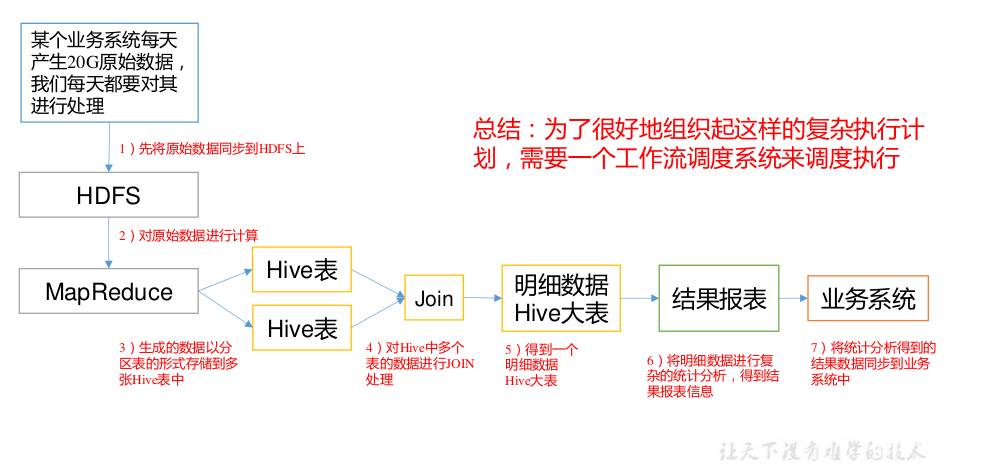 某个业务系统每天
产生20G原始数据，
我们每天都要对其
进行处理
1）先将原始数据同步到HDFS上
总结：为了很好地组织起这样的复杂执行计
划，需要一个工作流调度系统来调度执行
HDFS
2）对原始数据进行计算
MapReduce
Hive表
Hive表
Join
明细数据
Hive大表
结果报表
业务系统
3）生成的数据以分
区表的形式存储到多
张Hive表中
4）对Hive中多个
表的数据进行JOIN
处理
5）得到一个
明细数据
Hive大表
6）将明细数据进行复
杂的统计分析，得到结
果报表信息
7）将统计分析得到的
结果数据同步到业务
系统中
让天下没有难学的技术